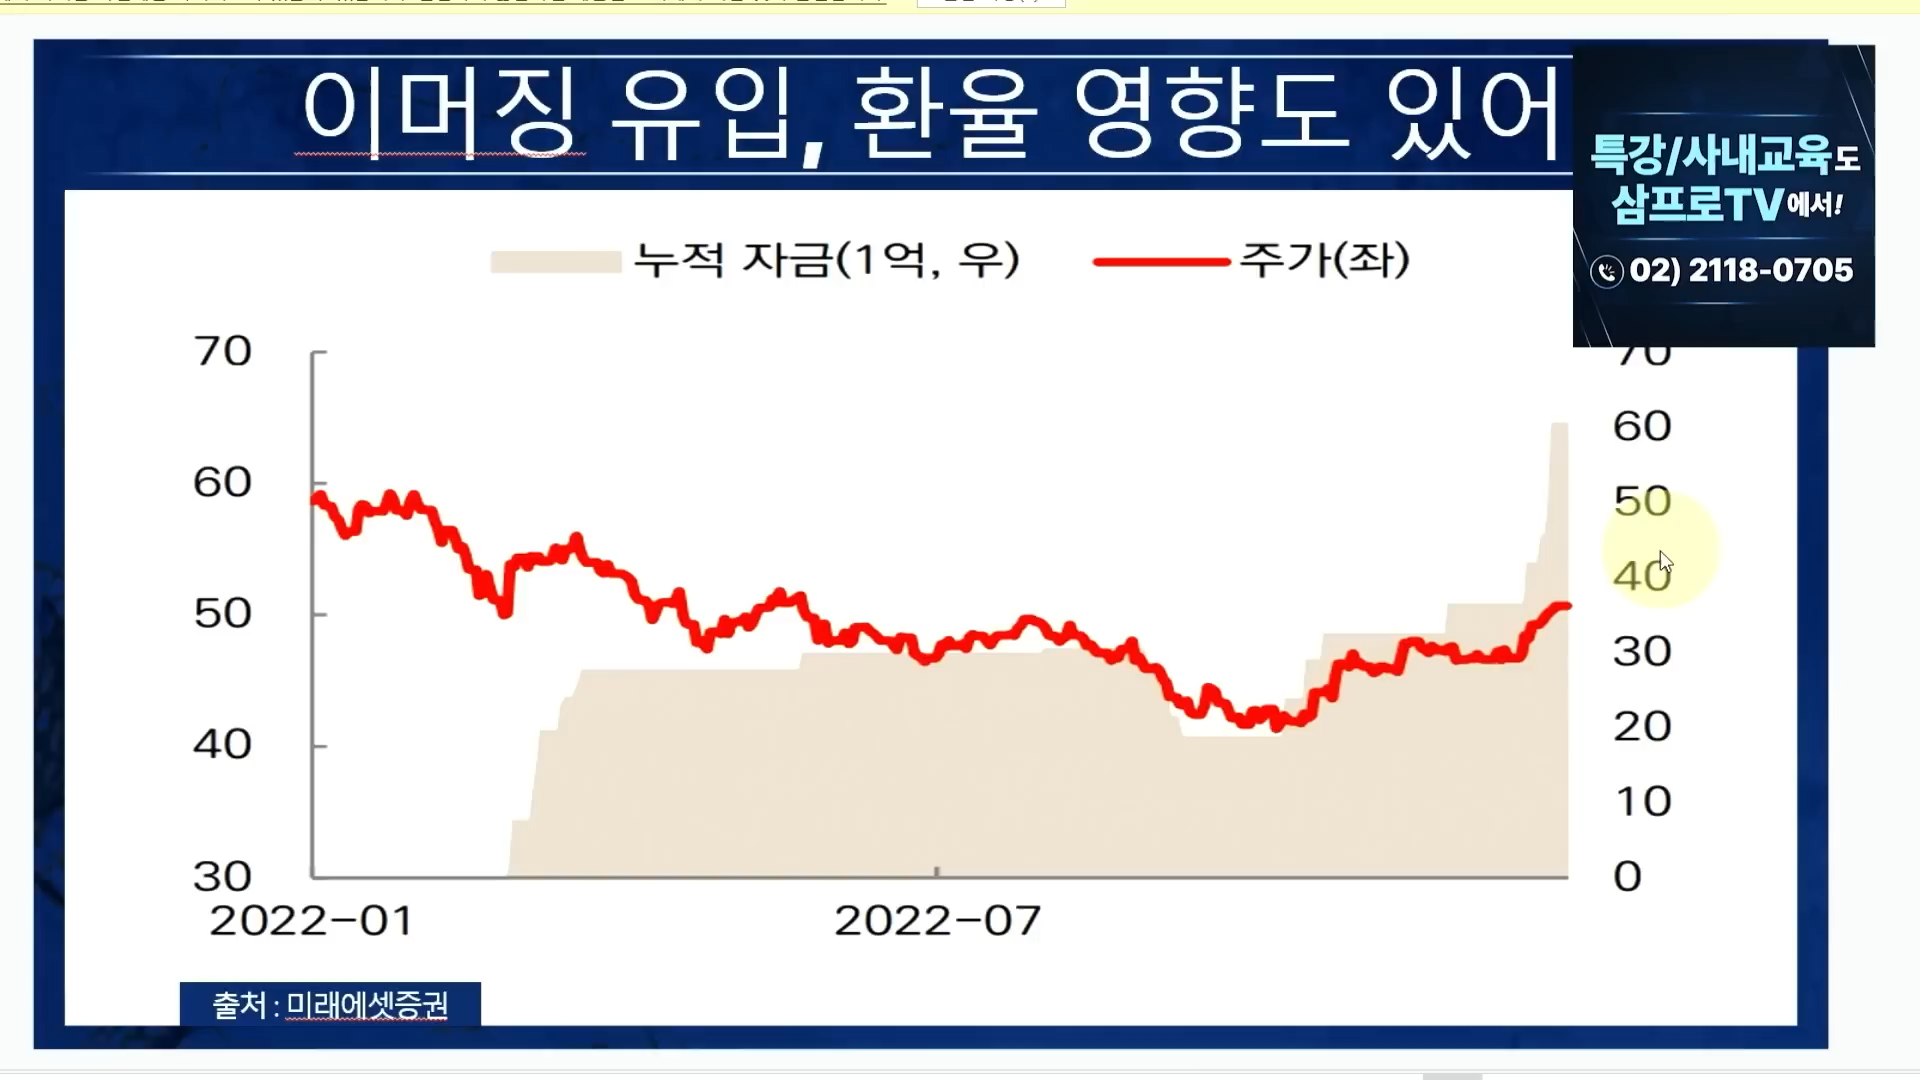 이머징 유입, 환율 영향도 있어
특강/사내교육도
삼프로TV에서!
02) 2118-0705
누적 자금(1억, 우)
주가(좌)
70
60
50
40
30
70
60
50
40
30
20
10
0
2022-01
2022-07
출처 : 미래에셋증권